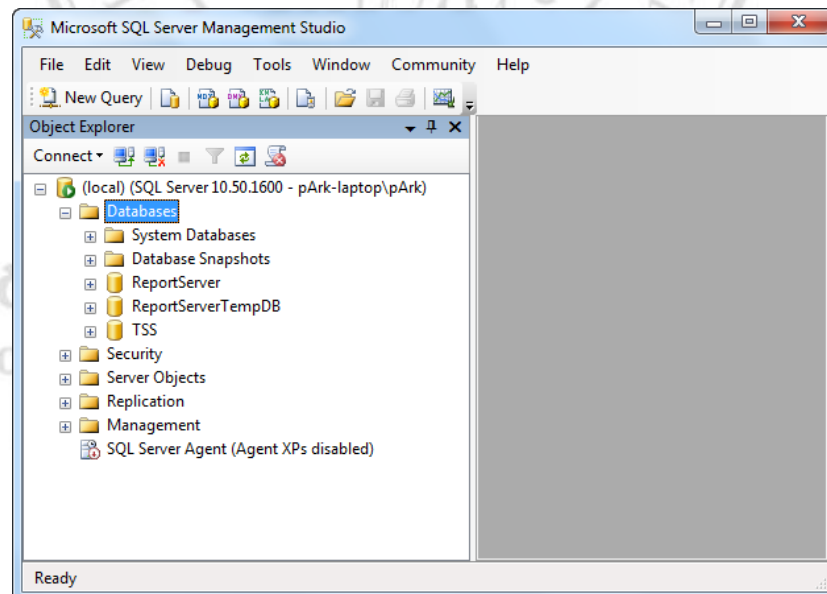 Microsoft SQL Server Management Studio
File Edit View Debug Tools Window Community Help
New Query
Object Explorer
Connect
(local) (SQL Server 10.50.1600 - pArk-laptop\pArk)
Databases
System Databases
Database Snapshots
ReportServer
ReportServerTempDB
TSS
Security
Server Objects
Replication
Management
SQL Server Agent (Agent XPs disabled)
Ready